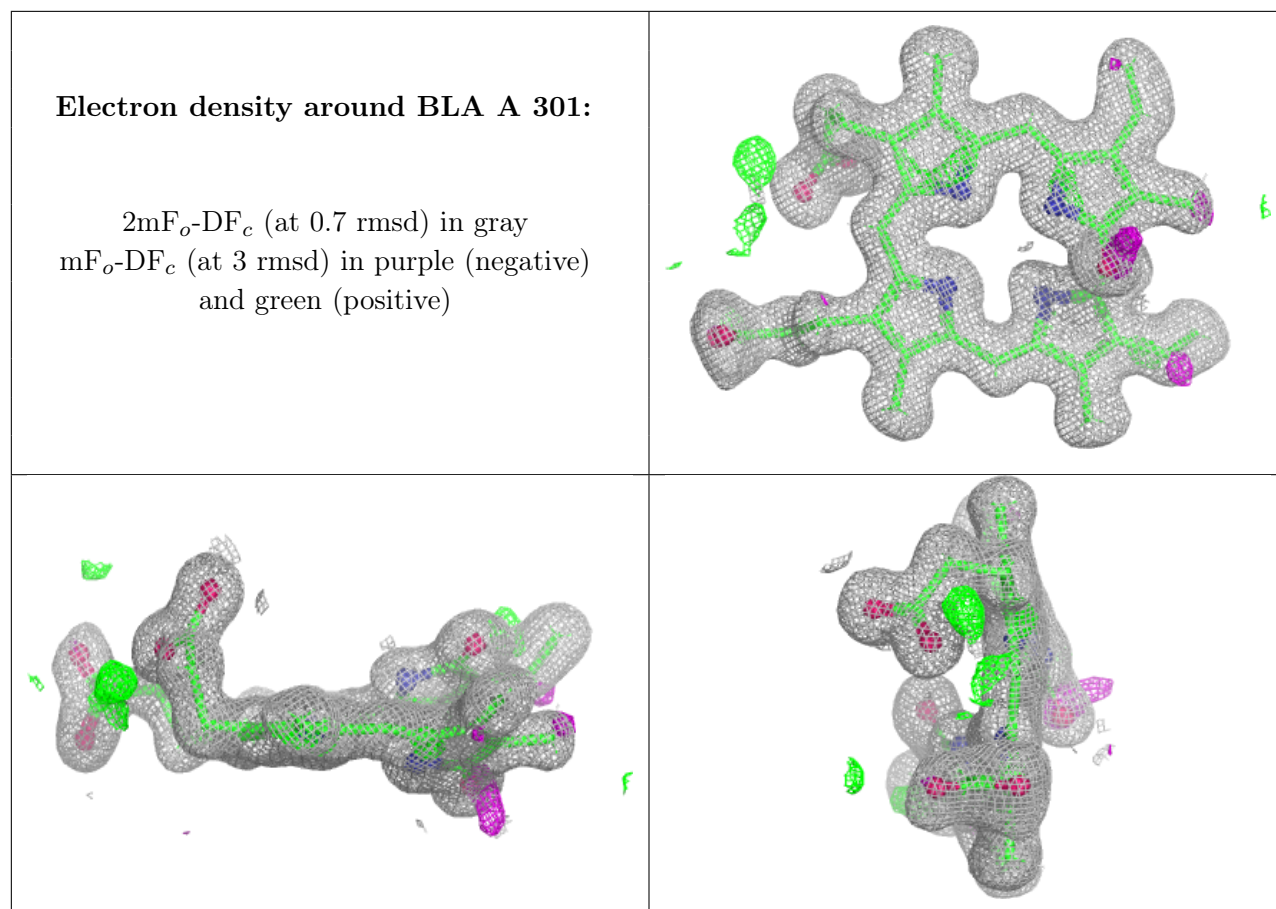 Electron density around BLA A 301:
2mFₒ-DF𝑐 (at 0.7 rmsd) in gray
mFₒ-DF𝑐 (at 3 rmsd) in purple (negative)
and green (positive)